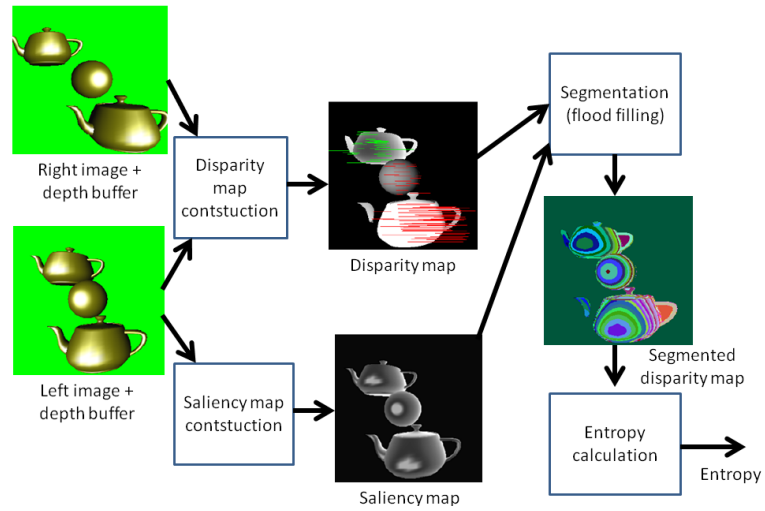 Right image +
depth buffer
Disparity
map
contstuction
Disparity map
Segmentation
(flood filling)
Left image +
depth buffer
Saliency map
contstuction
Saliency map
Segmented
disparity map
Entropy
calculation
Entropy